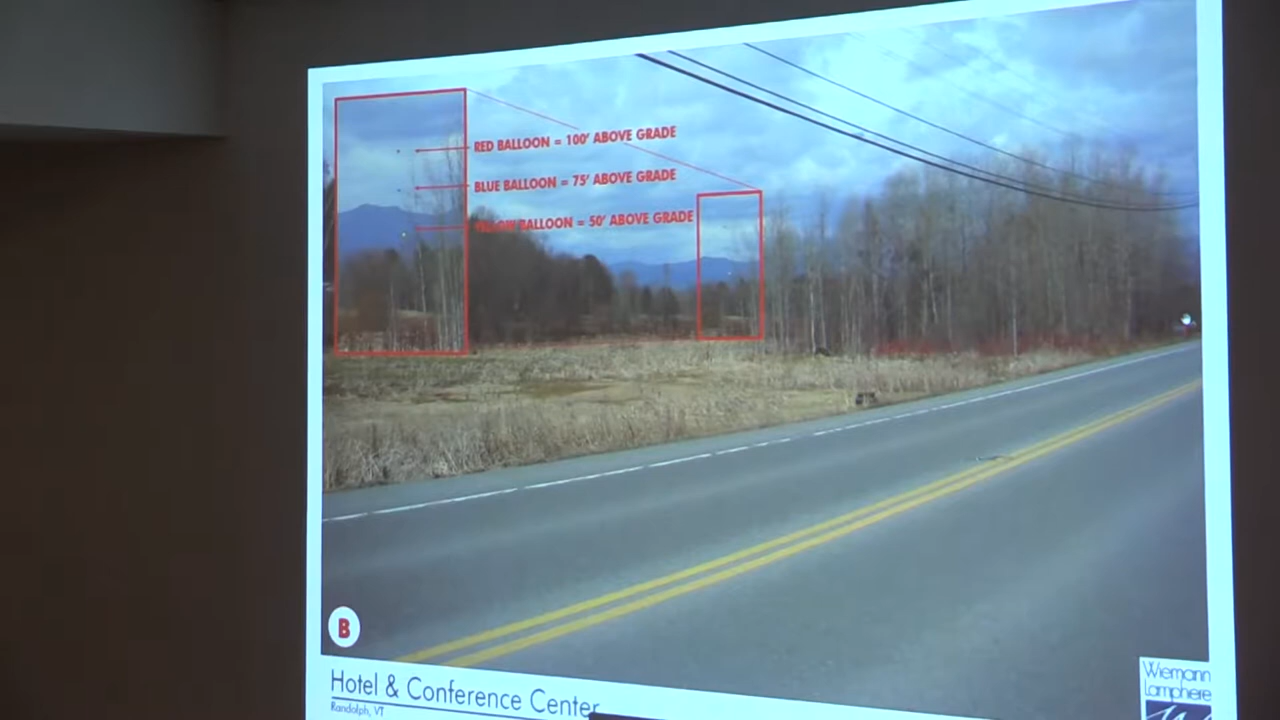 RED BALLOON = 100' ABOVE GRADE
BLUE BALLOON = 75' ABOVE GRADE
YELLOW BALLOON = 50' ABOVE GRADE
B
Hotel & Conference Center
Randolph, VT
Wiemann
Lamphere